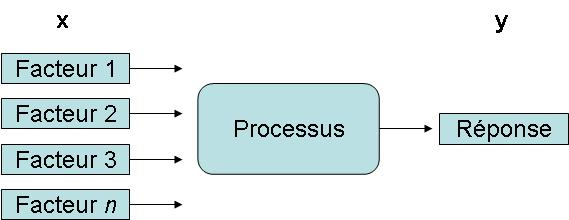 x
y
Facteur 1
Facteur 2
Facteur 3
Facteur n
Processus
Réponse